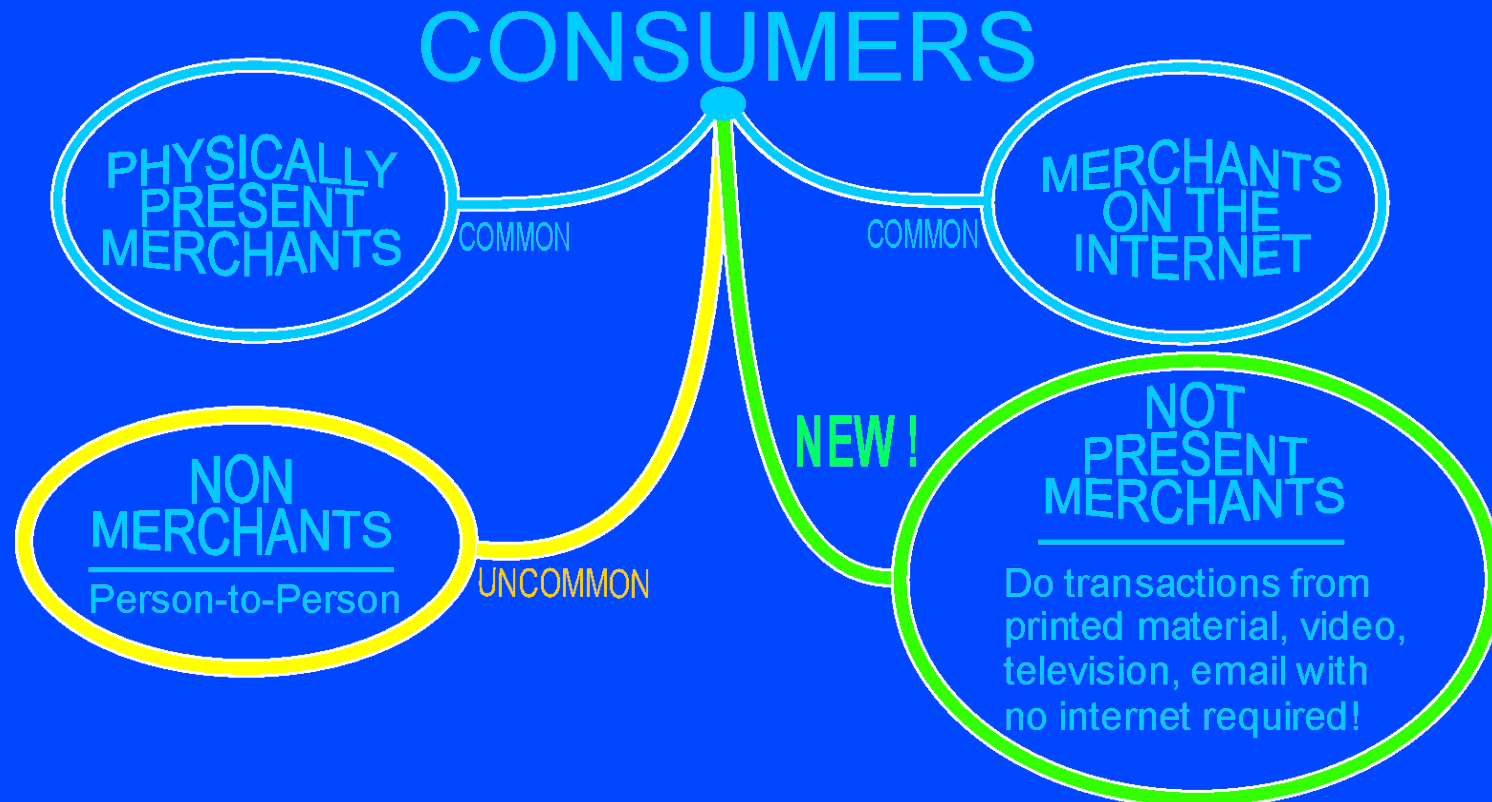 CONSUMERS
PHYSICALLY
PRESENT
MERCHANTS
COMMON
COMMON
MERCHANTS
ON THE
INTERNET
NON
MERCHANTS
Person-to-Person
UNCOMMON
NEW !
NOT
PRESENT
MERCHANTS
Do transactions from
printed material, video,
television, email with
no internet required!